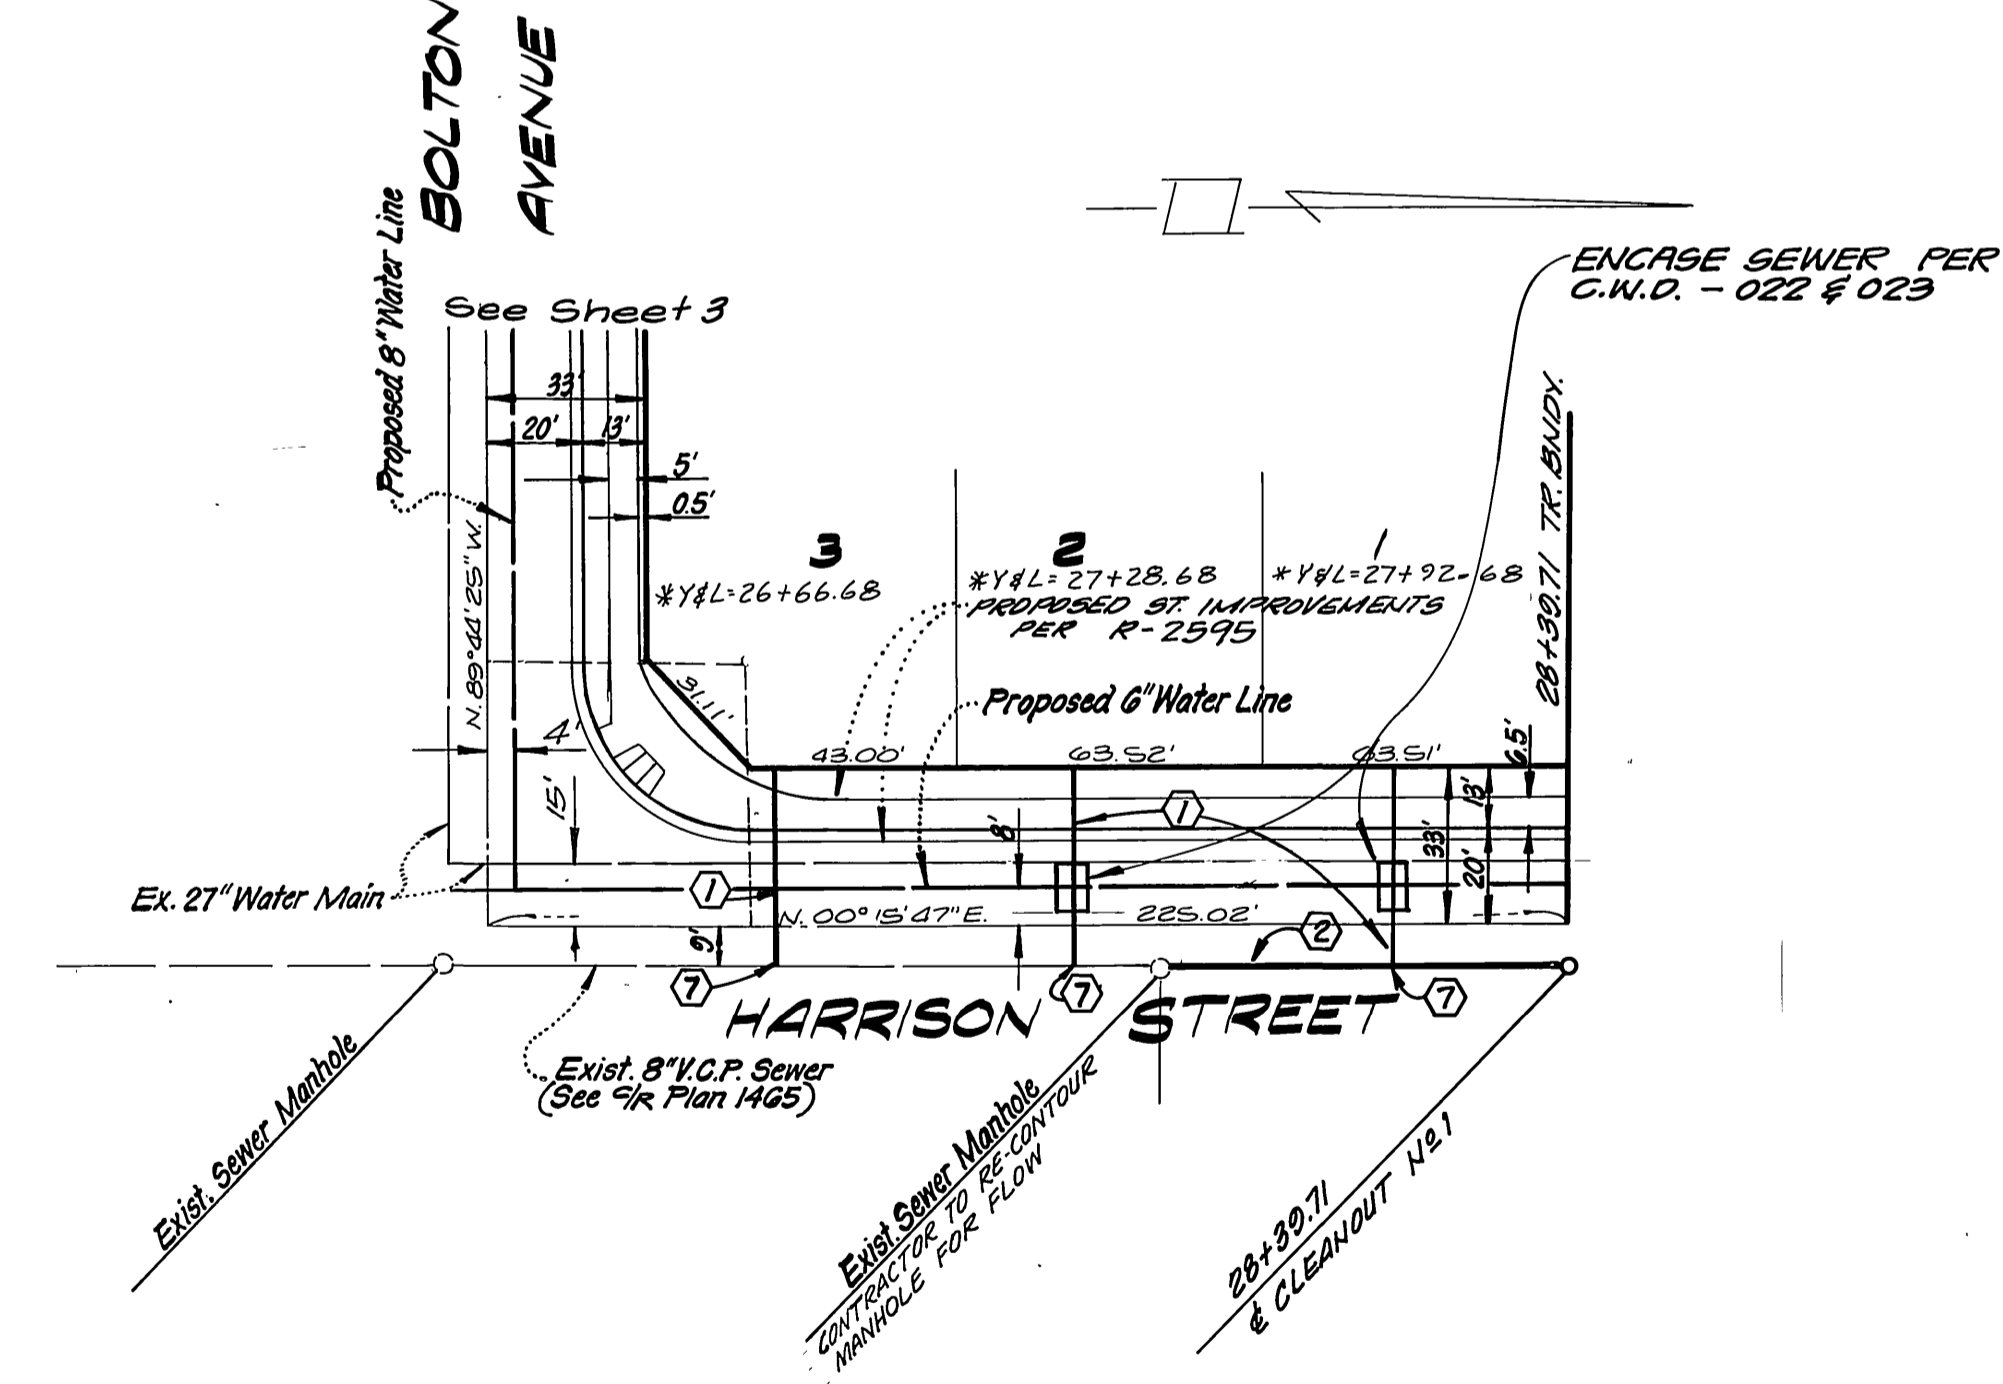 BOLTON
AVENUE
Proposed 8" Water Line
See Sheet 3
ENCASE SEWER PER
C.W.D. - 022 & 023
33'
20'
13'
5'
0.5'
N. 89° 44' 25" W.
28+39.71 TR. BNDY.
3
*Y&L=26+66.68
2
*Y&L=27+28.68
1
*Y&L=27+92.68
PROPOSED ST. IMPROVEMENTS
PER R-2595
31.11'
Proposed 6" Water Line
4'
43.00'
63.52'
63.51'
6.5'
15'
8'
1
13'
33'
20'
Ex. 27" Water Main
1
N. 00° 15' 47" E.
225.02'
9'
2
7
7
7
HARRISON STREET
Exist. 8" V.C.P. Sewer
(See C/R Plan 1465)
Exist. Sewer Manhole
Exist. Sewer Manhole
CONTRACTOR TO RE-CONTOUR
MANHOLE FOR FLOW
28+39.71
℄ CLEANOUT No. 1